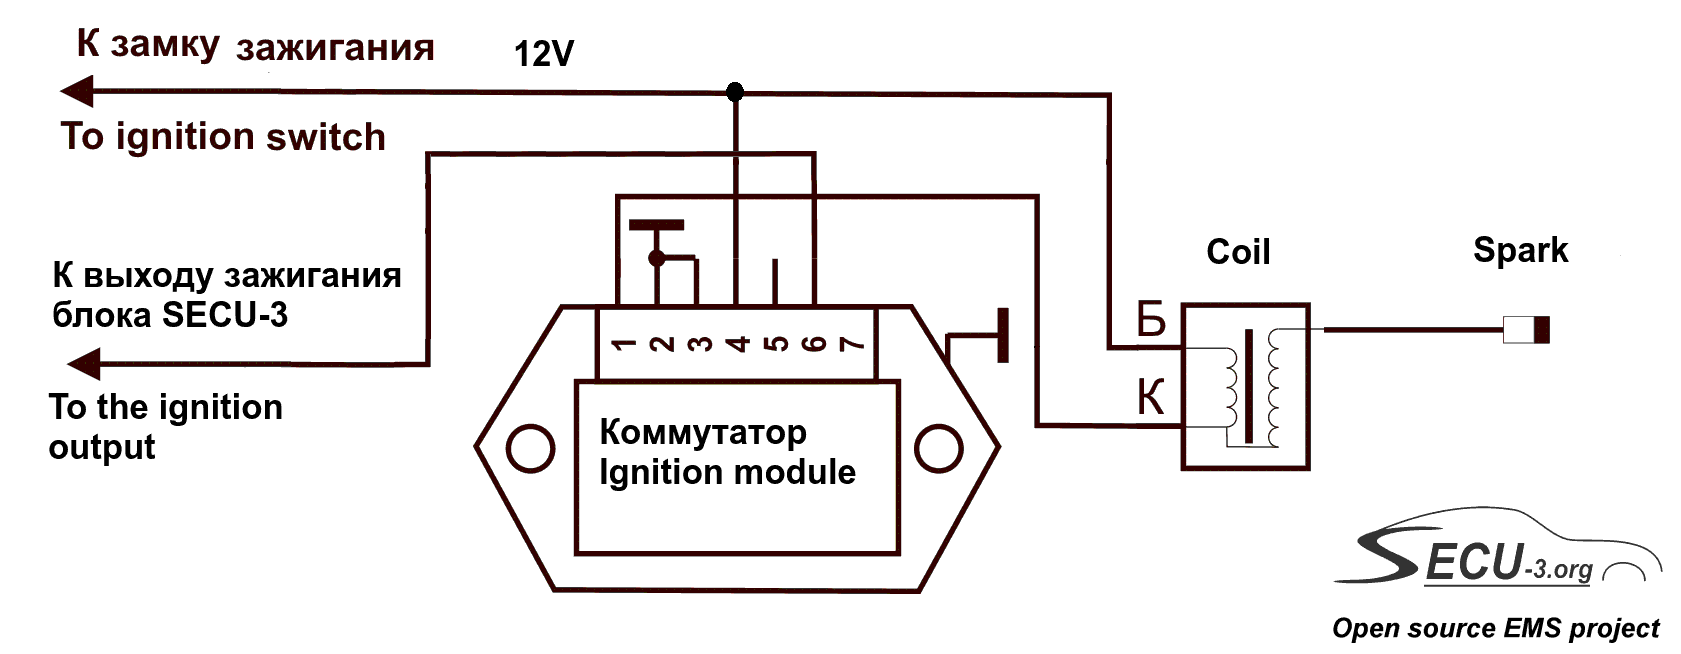 К замку зажигания
12V
To ignition switch
К выходу зажигания
блока SECU-3
To the ignition
output
1 2 3 4 5 6 7
Коммутатор
Ignition module
Coil
Spark
Б
К
SECU-3.org
Open source EMS project